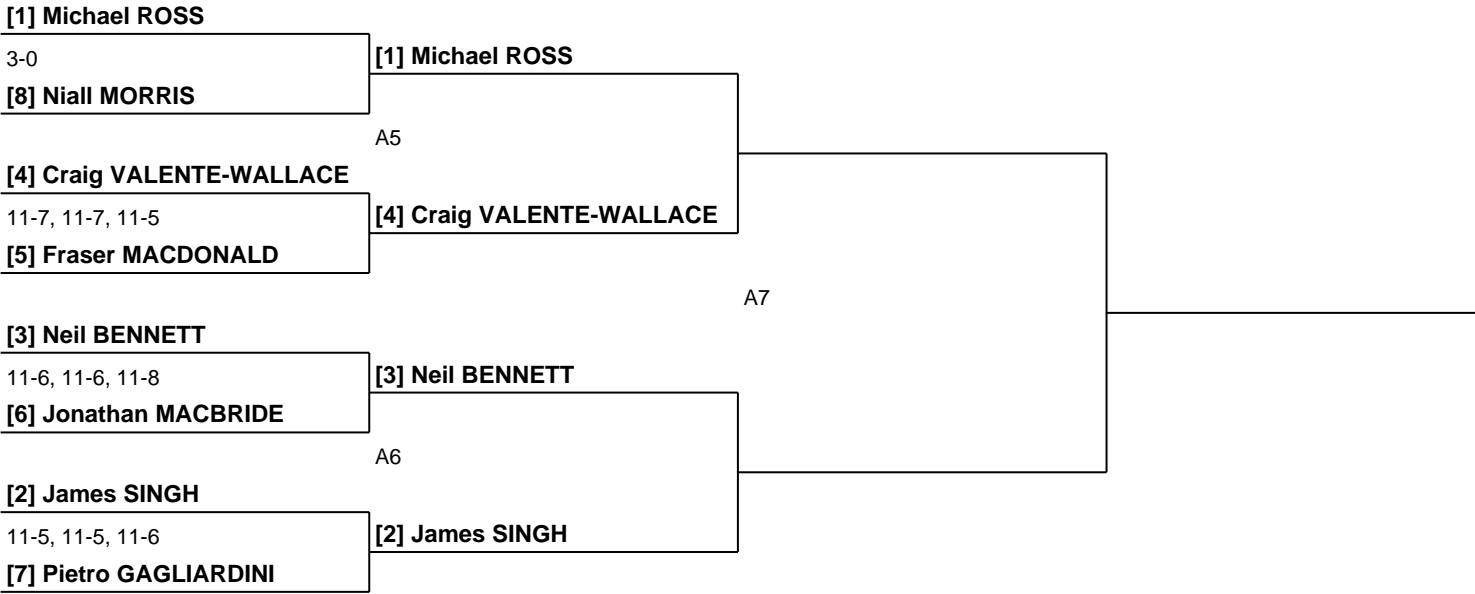 [1] Michael ROSS
3-0
[1] Michael ROSS
[8] Niall MORRIS
A5
[4] Craig VALENTE-WALLACE
11-7, 11-7, 11-5
[4] Craig VALENTE-WALLACE
[5] Fraser MACDONALD
A7
[3] Neil BENNETT
11-6, 11-6, 11-8
[3] Neil BENNETT
[6] Jonathan MACBRIDE
A6
[2] James SINGH
11-5, 11-5, 11-6
[2] James SINGH
[7] Pietro GAGLIARDINI